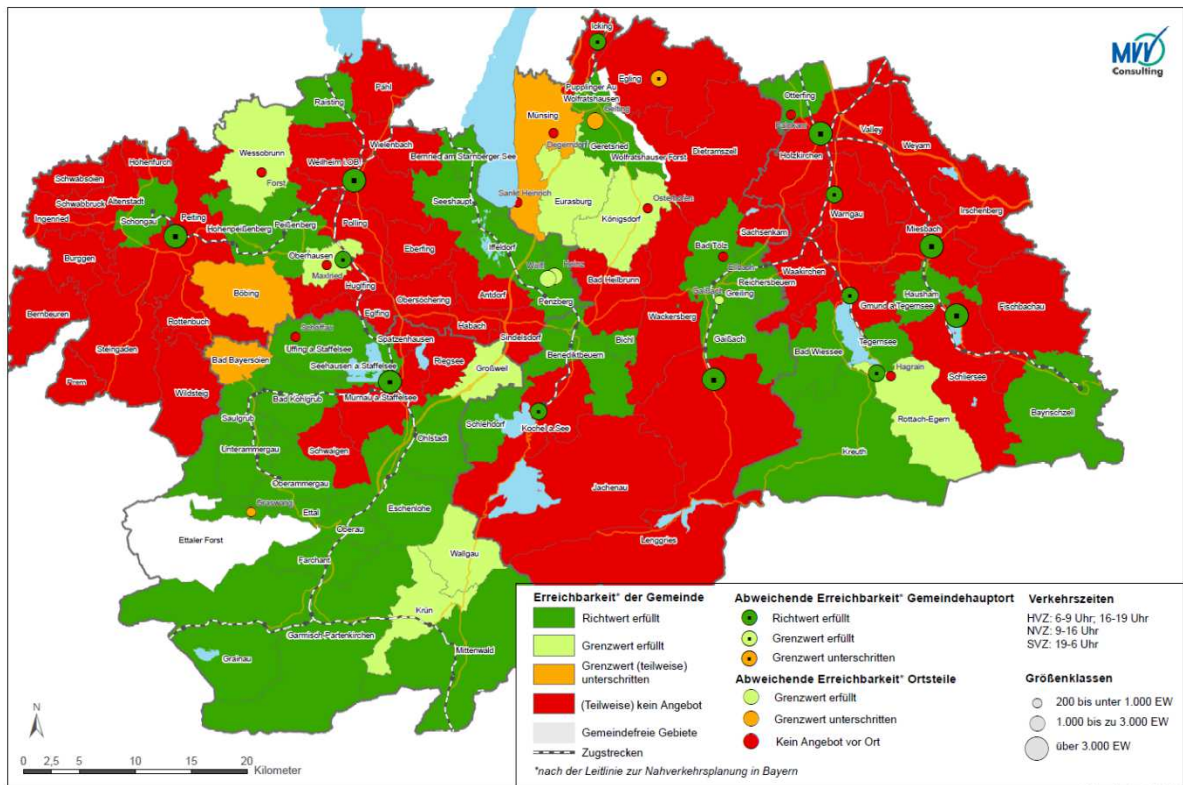 Icking
MVV
Consulting
Egling
Pupplinger Au
Wolfratshausen
Gelting
Otterfing
Raisting
Pähl
Münsing
Valley
Weyarn
Degerndorf
Geretsried
Dietramszell
Holzkirchen
Wessobrunn
Wielenbach
Hohenfurch
Weilheim i.OB
Bernried am Starnberger See
Wolfratshauser Forst
Forst
Schwabsoien
Seeshaupt
Sankt Heinrich
Eurasburg
Osterhofen
Warngau
Irschenberg
Schwabbruck
Altenstadt
Königsdorf
Ingenried
Schongau
Peiting
Polling
Sachsenkam
Miesbach
Hohenpeißenberg
Peißenberg
Eberfing
Iffeldorf
Bad Tölz
Oberhausen
Burggen
Waakirchen
Maxlried
Wölfl
Heinz
Bad Heilbrunn
Reichersbeuern
Huglfing
Greiling
Böbing
Obersöchering
Antdorf
Penzberg
Hausham
Gmund a.Tegernsee
Fischbachau
Bernbeuren
Rottenbuch
Eglfing
Habach
Wackersberg
Schöffau
Spatzenhausen
Sindelsdorf
Gaißach
Tegernsee
Steingaden
Uffing a.Staffelsee
Bichl
Bad Wiessee
Bad Bayersoien
Seehausen a.Staffelsee
Riegsee
Benediktbeuern
Großweil
Hagrain
Schliersee
Prem
Wildsteig
Bad Kohlgrub
Murnau a.Staffelsee
Saulgrub
Kochel a.See
Rottach-Egern
Bayrischzell
Schlehdorf
Unterammergau
Schwaigen
Ohlstadt
Kreuth
Oberammergau
Jachenau
Graswang
Ettal
Eschenlohe
Oberau
Ettaler Forst
Lenggries
Wallgau
Farchant
Krün
Garmisch-Partenkirchen
Mittenwald
Grainau
Erreichbarkeit* der Gemeinde
Richtwert erfüllt
Grenzwert erfüllt
Grenzwert (teilweise)
unterschritten
(Teilweise) kein Angebot
Gemeindefreie Gebiete
Zugstrecken
*nach der Leitlinie zur Nahverkehrsplanung in Bayern
Abweichende Erreichbarkeit* Gemeindehauptort
Richtwert erfüllt
Grenzwert erfüllt
Grenzwert unterschritten
Abweichende Erreichbarkeit* Ortsteile
Grenzwert erfüllt
Grenzwert unterschritten
Kein Angebot vor Ort
Verkehrszeiten
HVZ: 6-9 Uhr; 16-19 Uhr
NVZ: 9-16 Uhr
SVZ: 19-6 Uhr
Größenklassen
200 bis unter 1.000 EW
1.000 bis zu 3.000 EW
über 3.000 EW
N
0 2,5 5 10 15 20
Kilometer